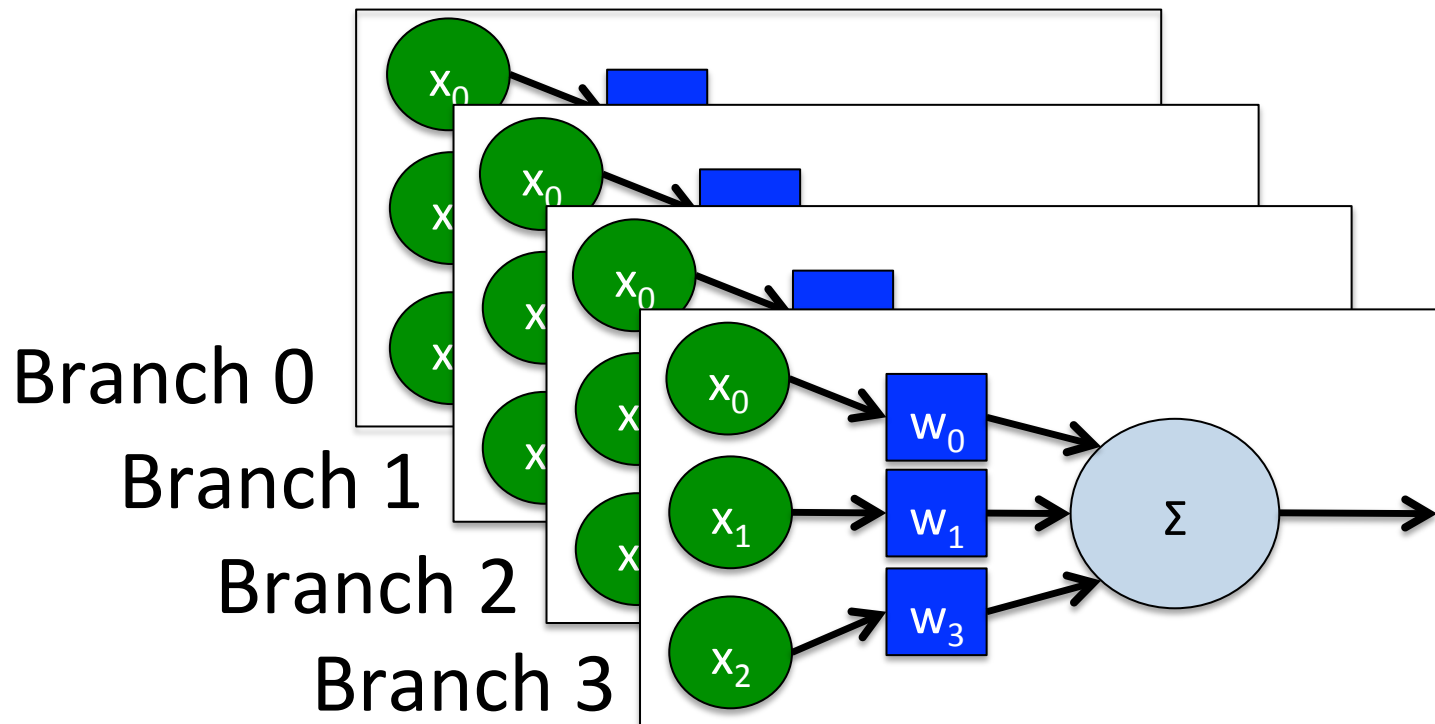 x₀
x
x
Branch 0
x₀
x
x
Branch 1
x₀
x
x
Branch 2
x₀
w₀
x₁
w₁
Σ
x₂
w₃
Branch 3